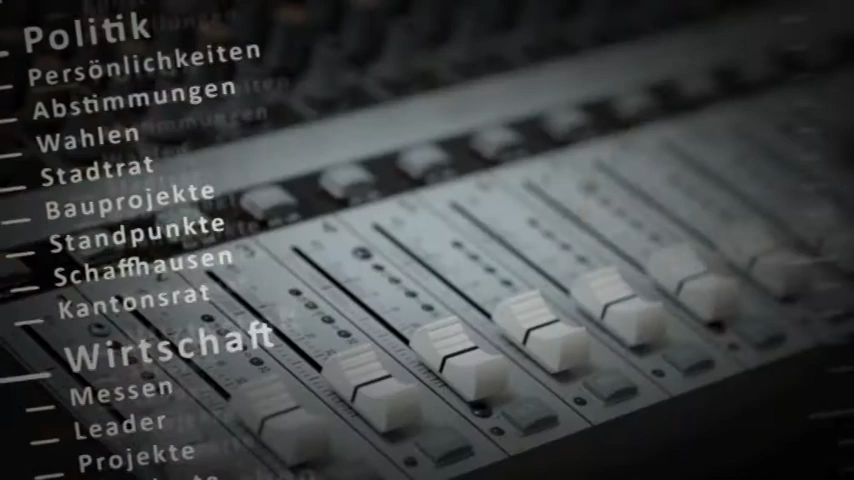 Politik
Persönlichkeiten
Abstimmungen
Wahlen
Stadtrat
Bauprojekte
Standpunkte
Schaffhausen
Kantonsrat
Wirtschaft
Messen
Leader
Projekte